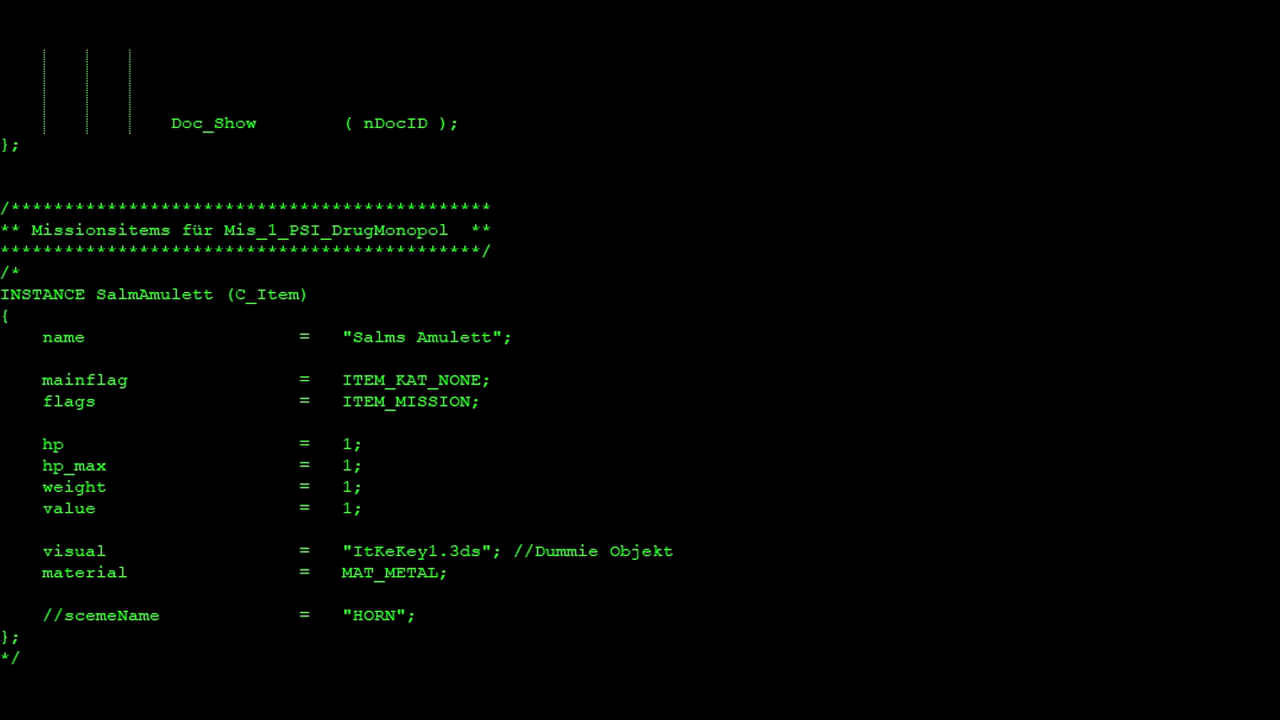 Doc_Show ( nDocID );
};
/*********************************************
** Missionsitems für Mis_1_PSI_DrugMonopol **
*********************************************/
/*
INSTANCE SalmAmulett (C_Item)
{
name = "Salms Amulett";
mainflag = ITEM_KAT_NONE;
flags = ITEM_MISSION;
hp = 1;
hp_max = 1;
weight = 1;
value = 1;
visual = "ItKeKey1.3ds"; //Dummie Objekt
material = MAT_METAL;
//scemeName = "HORN";
};
*/